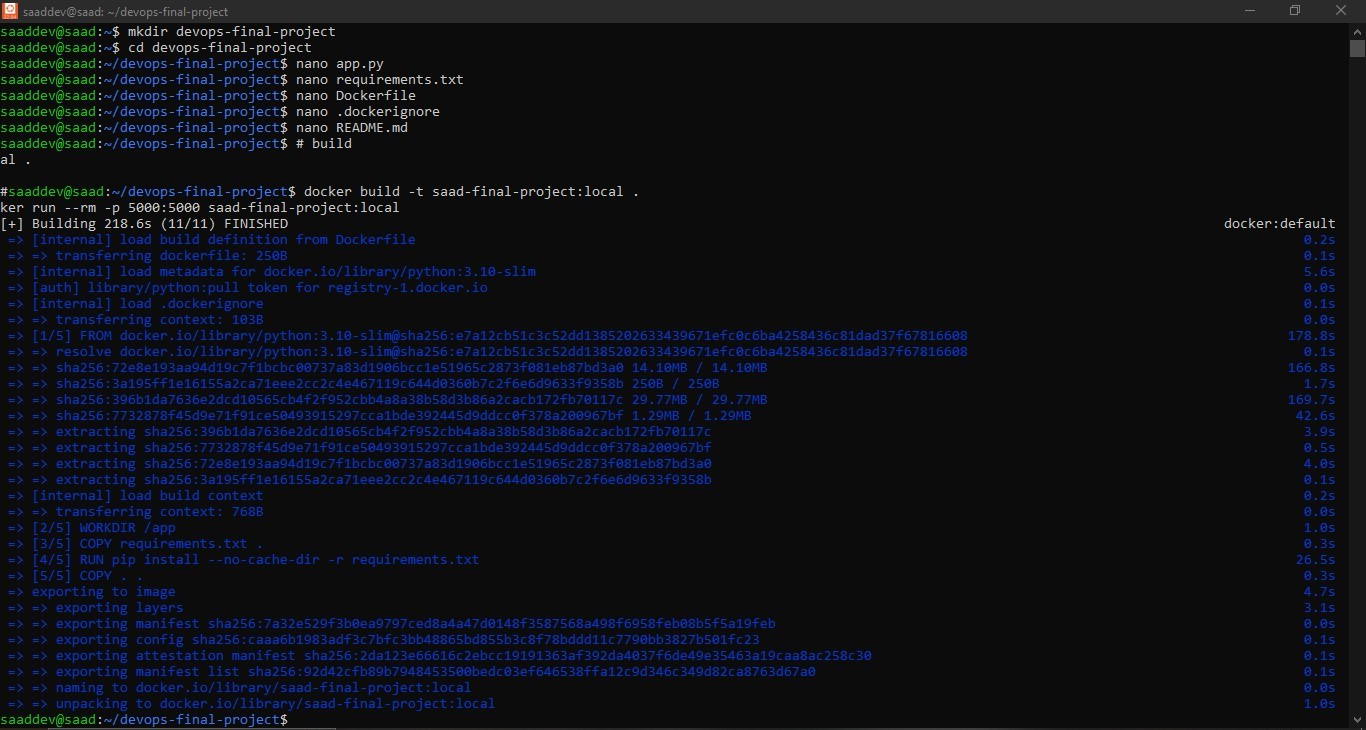 saaddev@saad: ~/devops-final-project
saaddev@saad:~$ mkdir devops-final-project
saaddev@saad:~$ cd devops-final-project
saaddev@saad:~/devops-final-project$ nano app.py
saaddev@saad:~/devops-final-project$ nano requirements.txt
saaddev@saad:~/devops-final-project$ nano Dockerfile
saaddev@saad:~/devops-final-project$ nano .dockerignore
saaddev@saad:~/devops-final-project$ nano README.md
saaddev@saad:~/devops-final-project$ # build
al .
#saaddev@saad:~/devops-final-project$ docker build -t saad-final-project:local .
ker run --rm -p 5000:5000 saad-final-project:local
[+] Building 218.6s (11/11) FINISHED docker:default
=> [internal] load build definition from Dockerfile 0.2s
=> => transferring dockerfile: 250B 0.1s
=> [internal] load metadata for docker.io/library/python:3.10-slim 5.6s
=> [auth] library/python:pull token for registry-1.docker.io 0.0s
=> [internal] load .dockerignore 0.1s
=> => transferring context: 103B 0.0s
=> [1/5] FROM docker.io/library/python:3.10-slim@sha256:e7a12cb51c3c52dd1385202633439671efc0c6ba4258436c81dad37f67816608 178.8s
=> => resolve docker.io/library/python:3.10-slim@sha256:e7a12cb51c3c52dd1385202633439671efc0c6ba4258436c81dad37f67816608 0.1s
=> => sha256:72e8e193aa94d19c7f1bcbc00737a83d1906bcc1e51965c2873f081eb87bd3a0 14.10MB / 14.10MB 166.8s
=> => sha256:3a195ff1e16155a2ca71eee2cc2c4e467119c644d0360b7c2f6e6d9633f9358b 250B / 250B 1.7s
=> => sha256:396b1da7636e2dcd10565cb4f2f952cbb4a8a38b58d3b86a2cacb172fb70117c 29.77MB / 29.77MB 169.7s
=> => sha256:7732878f45d9e71f91ce50493915297cca1bde392445d9ddcc0f378a200967bf 1.29MB / 1.29MB 42.6s
=> => extracting sha256:396b1da7636e2dcd10565cb4f2f952cbb4a8a38b58d3b86a2cacb172fb70117c 3.9s
=> => extracting sha256:7732878f45d9e71f91ce50493915297cca1bde392445d9ddcc0f378a200967bf 0.5s
=> => extracting sha256:72e8e193aa94d19c7f1bcbc00737a83d1906bcc1e51965c2873f081eb87bd3a0 4.0s
=> => extracting sha256:3a195ff1e16155a2ca71eee2cc2c4e467119c644d0360b7c2f6e6d9633f9358b 0.1s
=> [internal] load build context 0.2s
=> => transferring context: 768B 0.0s
=> [2/5] WORKDIR /app 1.0s
=> [3/5] COPY requirements.txt . 0.3s
=> [4/5] RUN pip install --no-cache-dir -r requirements.txt 26.5s
=> [5/5] COPY . . 0.3s
=> exporting to image 4.7s
=> => exporting layers 3.1s
=> => exporting manifest sha256:7a32e529f3b0ea9797ced8a4a47d0148f3587568a498f6958feb08b5f5a19feb 0.0s
=> => exporting config sha256:caaa6b1983adf3c7bfc3bb48865bd855b3c8f78bddd11c7790bb3827b501fc23 0.1s
=> => exporting attestation manifest sha256:2da123e66616c2ebcc19191363af392da4037f6de49e35463a19caa8ac258c30 0.1s
=> => exporting manifest list sha256:92d42cfb89b7948453500bedc03ef646538ffa12c9d346c349d82ca8763d67a0 0.1s
=> => naming to docker.io/library/saad-final-project:local 0.0s
=> => unpacking to docker.io/library/saad-final-project:local 1.0s
saaddev@saad:~/devops-final-project$